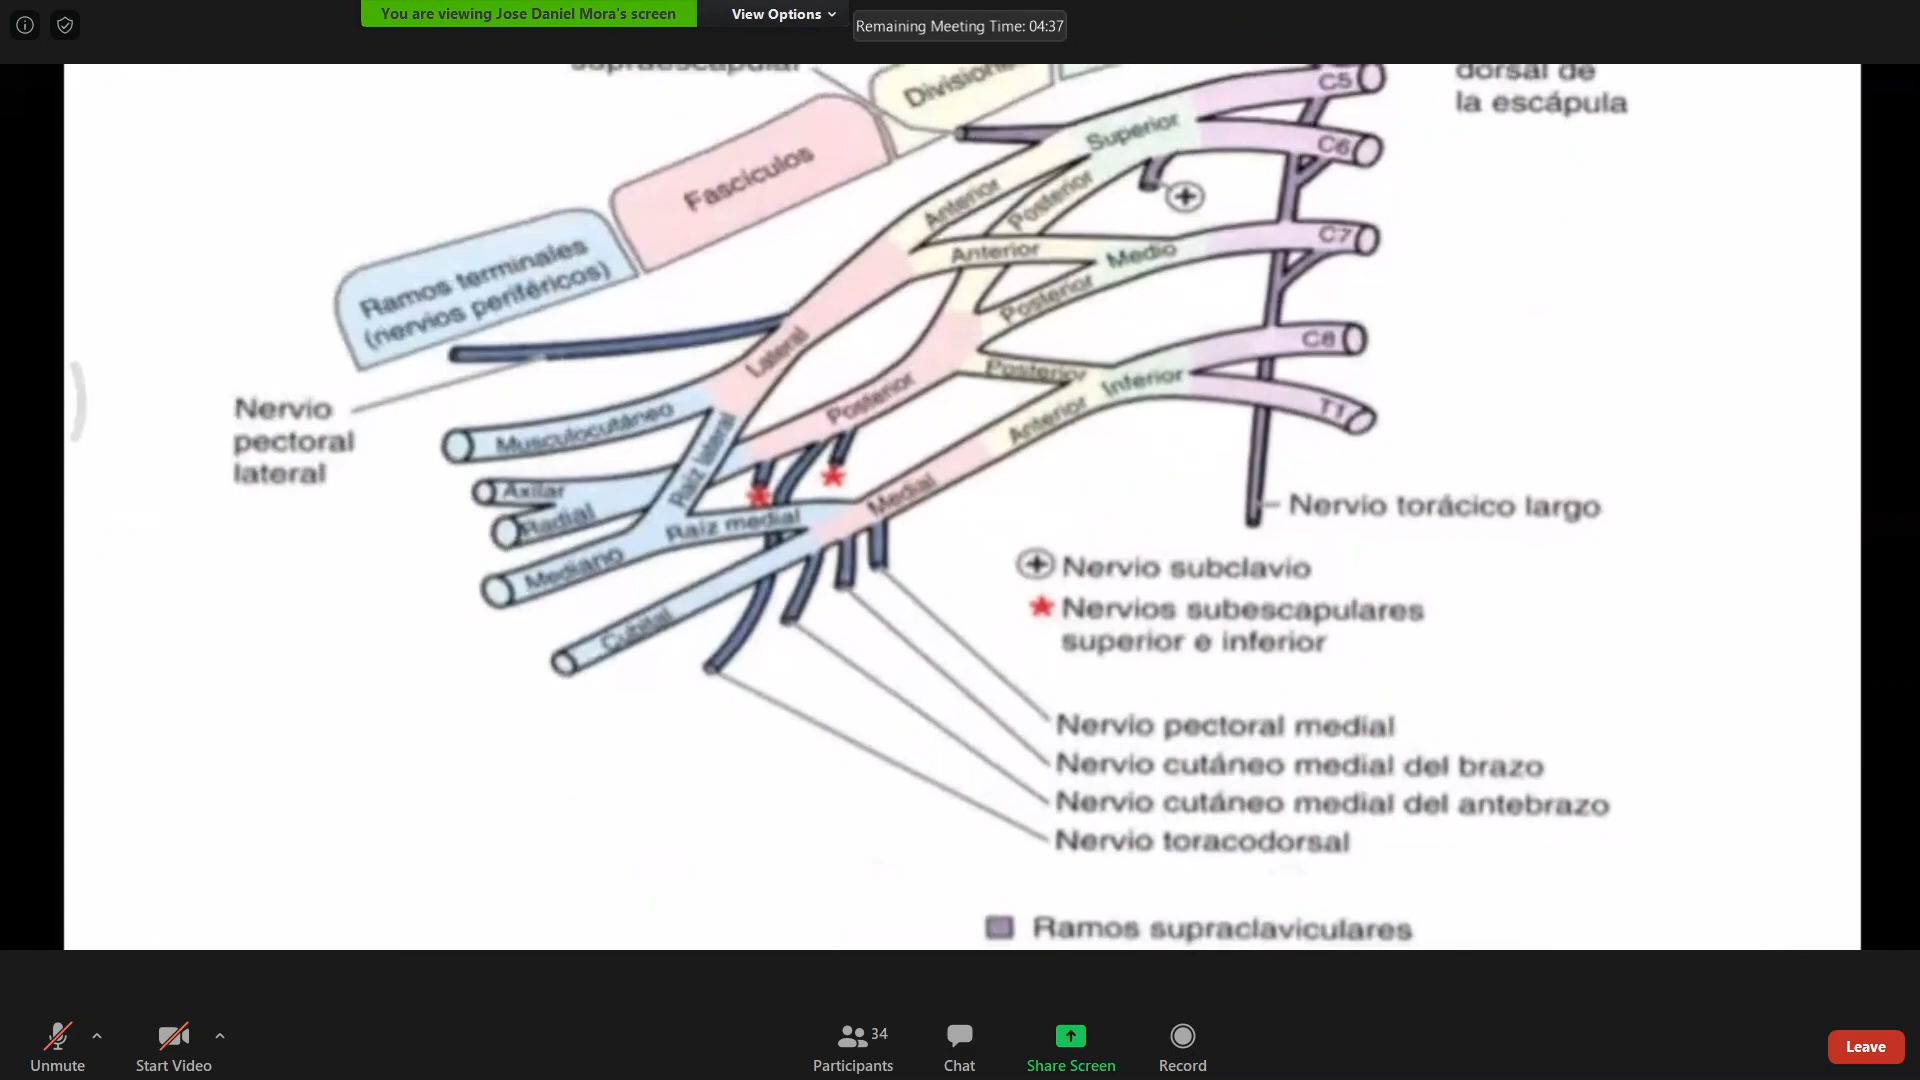 You are viewing Jose Daniel Mora's screen
View Options
Remaining Meeting Time: 04:37
supraescapular
Divisiones
dorsal de
la escápula
C5
Superior
C6
Fascículos
Anterior
Posterior
C7
Anterior
Medio
Ramos terminales
(nervios periféricos)
Posterior
C8
Lateral
Posterior
Inferior
Nervio
pectoral
lateral
Musculocutáneo
Posterior
Anterior
T1
Raíz lateral
Axilar
Radial
Medial
Raíz medial
Nervio torácico largo
Mediano
Cubital
Nervio subclavio
Nervios subescapulares
superior e inferior
Nervio pectoral medial
Nervio cutáneo medial del brazo
Nervio cutáneo medial del antebrazo
Nervio toracodorsal
Ramos supraclaviculares
Unmute
Start Video
34
Participants
Chat
Share Screen
Record
Leave